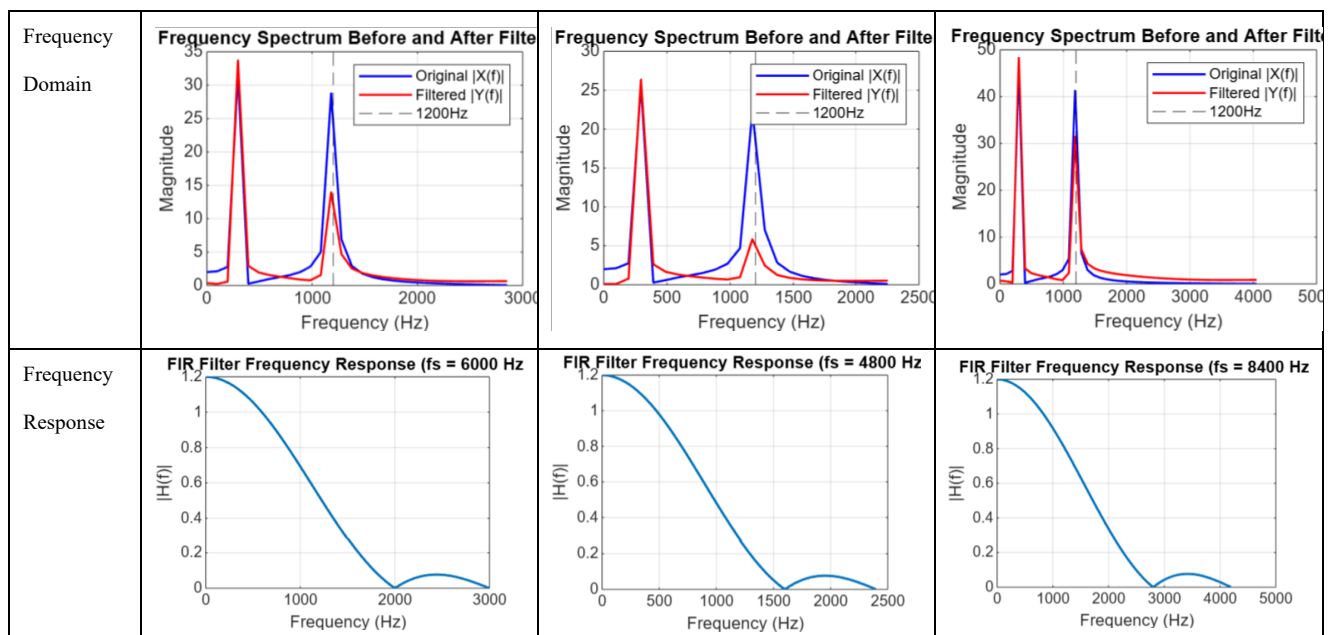 Frequency
Domain
Frequency Spectrum Before and After Filte
35
30
25
20
15
10
5
0
Magnitude
Original |X(f)|
Filtered |Y(f)|
1200Hz
0 1000 2000 3000
Frequency (Hz)
Frequency Spectrum Before and After Filte
30
25
20
15
10
5
0
Magnitude
Original |X(f)|
Filtered |Y(f)|
1200Hz
0 500 1000 1500 2000 2500
Frequency (Hz)
Frequency Spectrum Before and After Filt
50
40
30
20
10
0
Magnitude
Original |X(f)|
Filtered |Y(f)|
1200Hz
0 1000 2000 3000 4000 500
Frequency (Hz)
Frequency
Response
FIR Filter Frequency Response (fs = 6000 Hz
1.2
1
0.8
0.6
0.4
0.2
0
|H(f)|
0 1000 2000 3000
Frequency (Hz)
FIR Filter Frequency Response (fs = 4800 Hz
1.2
1
0.8
0.6
0.4
0.2
0
|H(f)|
0 500 1000 1500 2000 2500
Frequency (Hz)
FIR Filter Frequency Response (fs = 8400 Hz
1.2
1
0.8
0.6
0.4
0.2
0
|H(f)|
0 1000 2000 3000 4000 5000
Frequency (Hz)